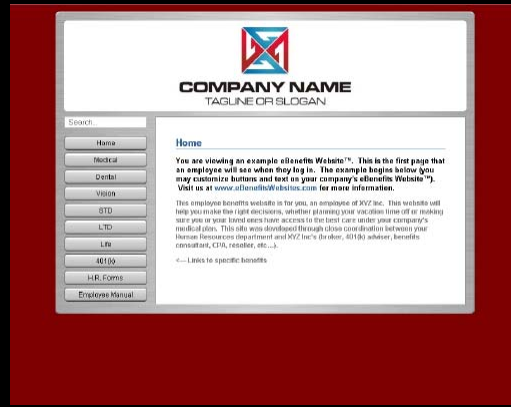 COMPANY NAME
TAGLINE OR SLOGAN
Search...
Home
Medical
Dental
Vision
STD
LTD
Life
401(k)
H.R. Forms
Employee Manual
Home
You are viewing an example eBenefits Website™. This is the first page that
an employee will see when they log in. The example begins below (you
may customize buttons and text on your company's eBenefits Website™).
Visit us at www.eBenefitsWebsites.com for more information.
This employee benefits website is for you, an employee of XYZ Inc. This website will
help you make the right decisions, whether planning your vacation time off or making
sure you or your loved ones have access to the best care under your company's
medical plan. This site was developed through close coordination between your
Human Resources department and XYZ Inc's (broker, 401(k) adviser, benefits
consultant, CPA, reseller, etc...).
<-- Links to specific benefits